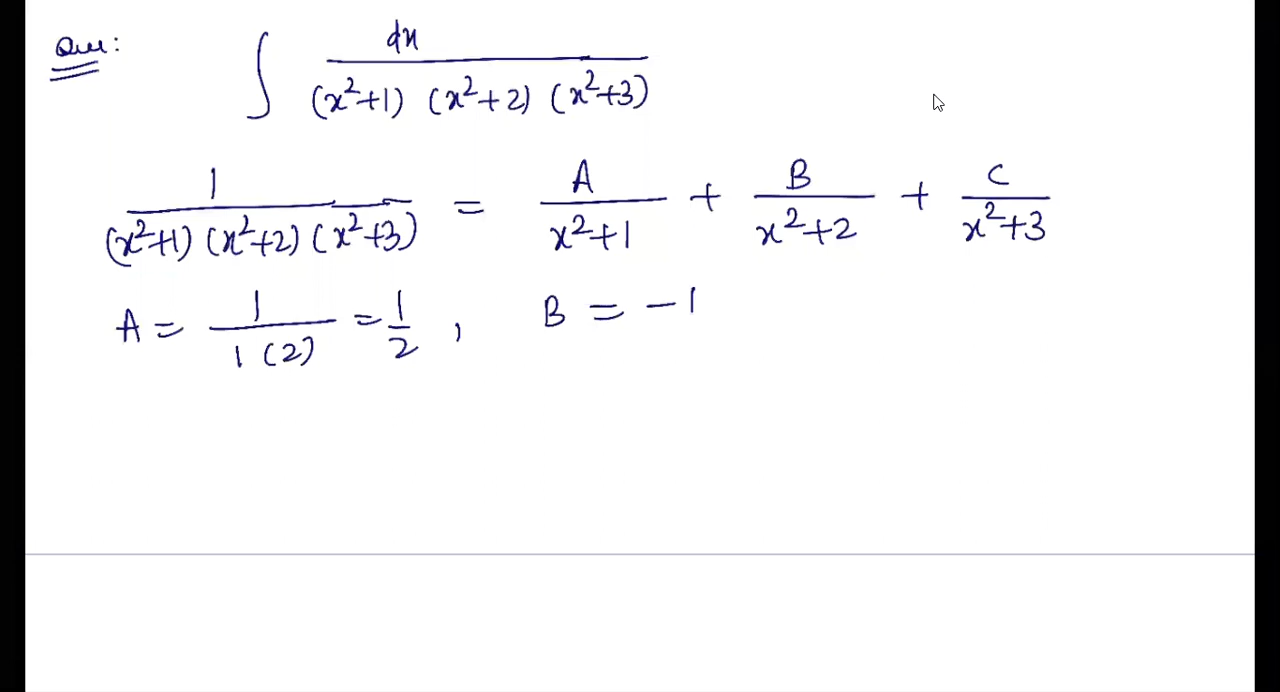 Que:
∫ dx / (x²+1) (x²+2) (x²+3)
1 / (x²+1) (x²+2) (x²+3) = A / x²+1 + B / x²+2 + C / x²+3
A = 1 / 1(2) = 1/2 , B = -1